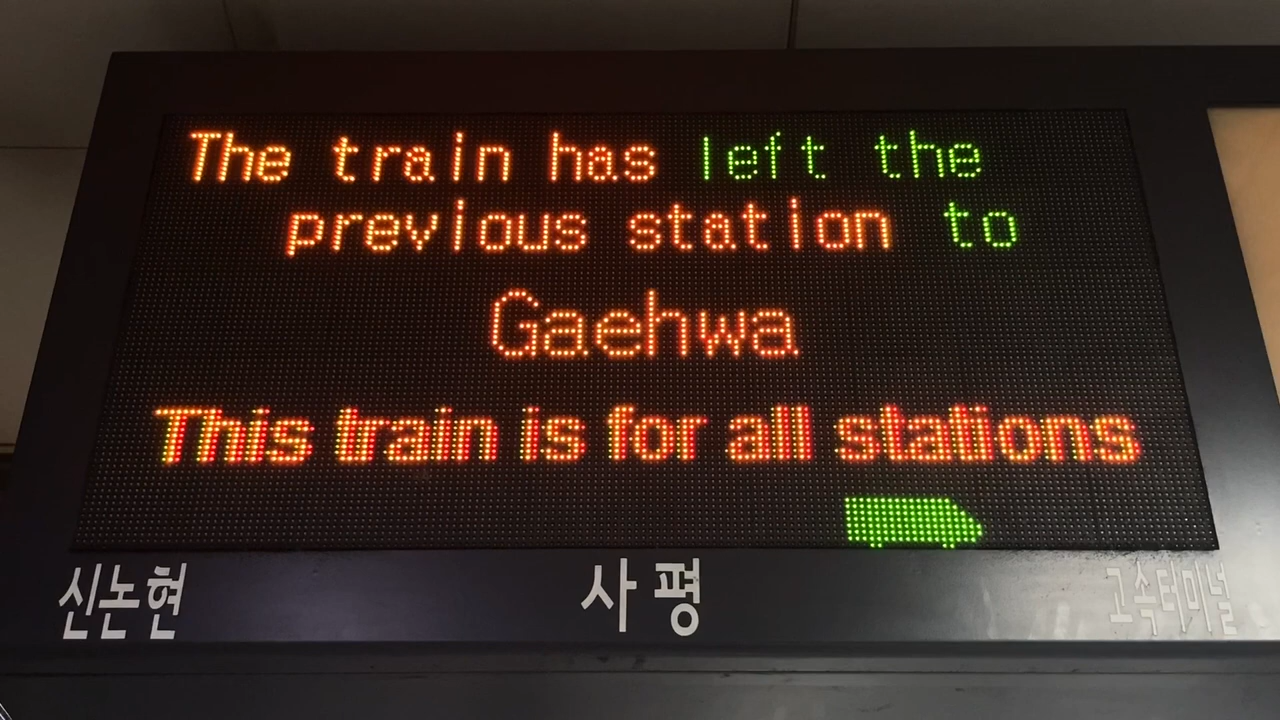 The train has left the
previous station to
Gaehwa
This train is for all stations
신논현 사평 고속터미널